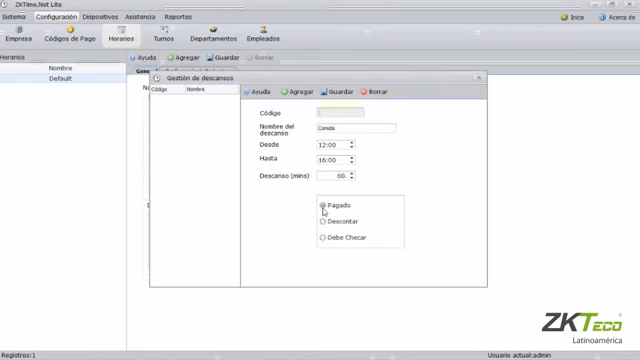 ZKTime.Net Lite
Sistema Configuración Dispositivos Asistencia Reportes
Inicio Acerca de
Empresa Códigos de Pago Horarios Turnos Departamentos Empleados
Horarios
Ayuda Agregar Guardar Borrar
Nombre
Default
Gestión de descansos
Código Nombre
Ayuda Agregar Guardar Borrar
Código
Nombre del descanso Comida
Desde 12:00
Hasta 16:00
Descanso (mins) 60.
Pagado
Descontar
Debe Checar
ZKTeco
Latinoamérica
Registros:1
Usuario actual:admin